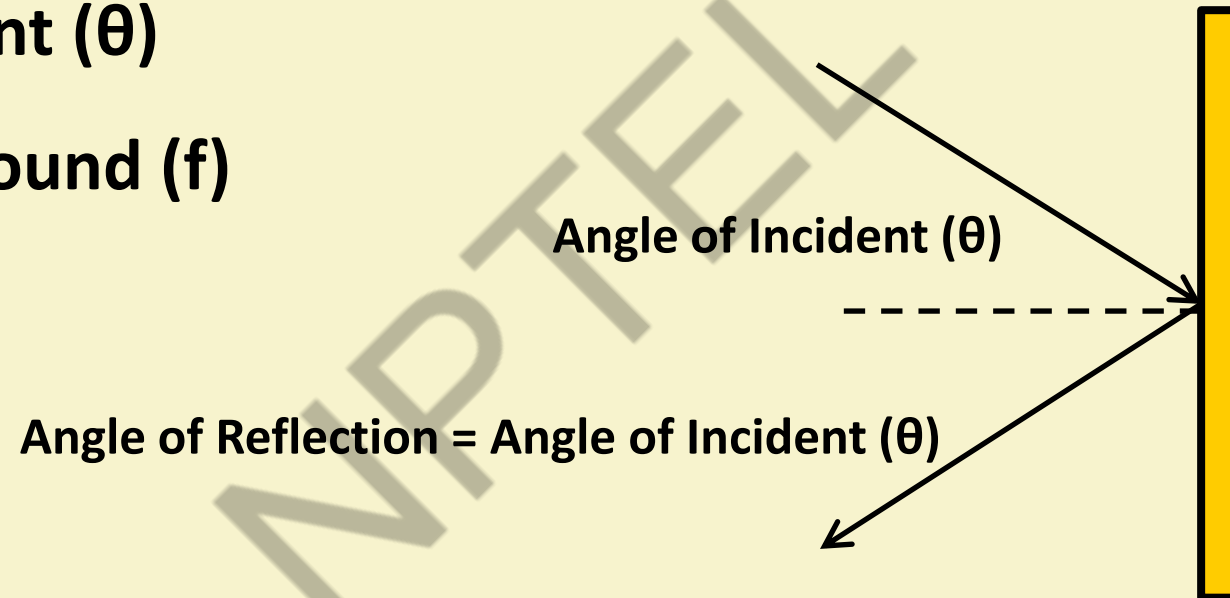 nt (θ)
ound (f)
Angle of Incident (θ)
Angle of Reflection = Angle of Incident (θ)
NPTEL